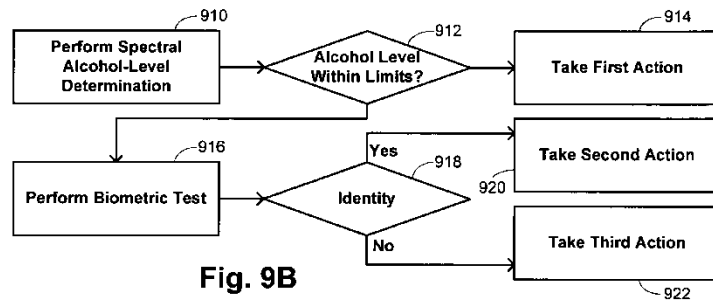 910
Perform Spectral
Alcohol-Level
Determination
912
Alcohol Level
Within Limits?
914
Take First Action
916
Perform Biometric Test
918
Identity
Yes
No
920
Take Second Action
Take Third Action
922
Fig. 9B